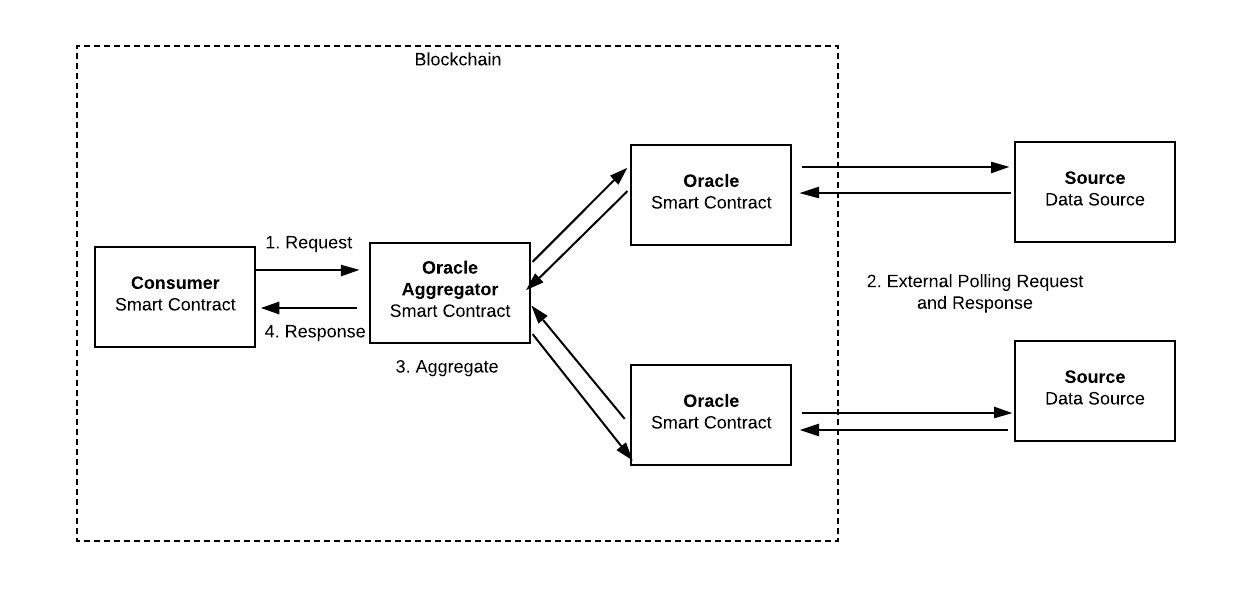 Blockchain
Consumer
Smart Contract
1. Request
4. Response
Oracle
Aggregator
Smart Contract
3. Aggregate
Oracle
Smart Contract
Oracle
Smart Contract
Source
Data Source
2. External Polling Request
and Response
Source
Data Source